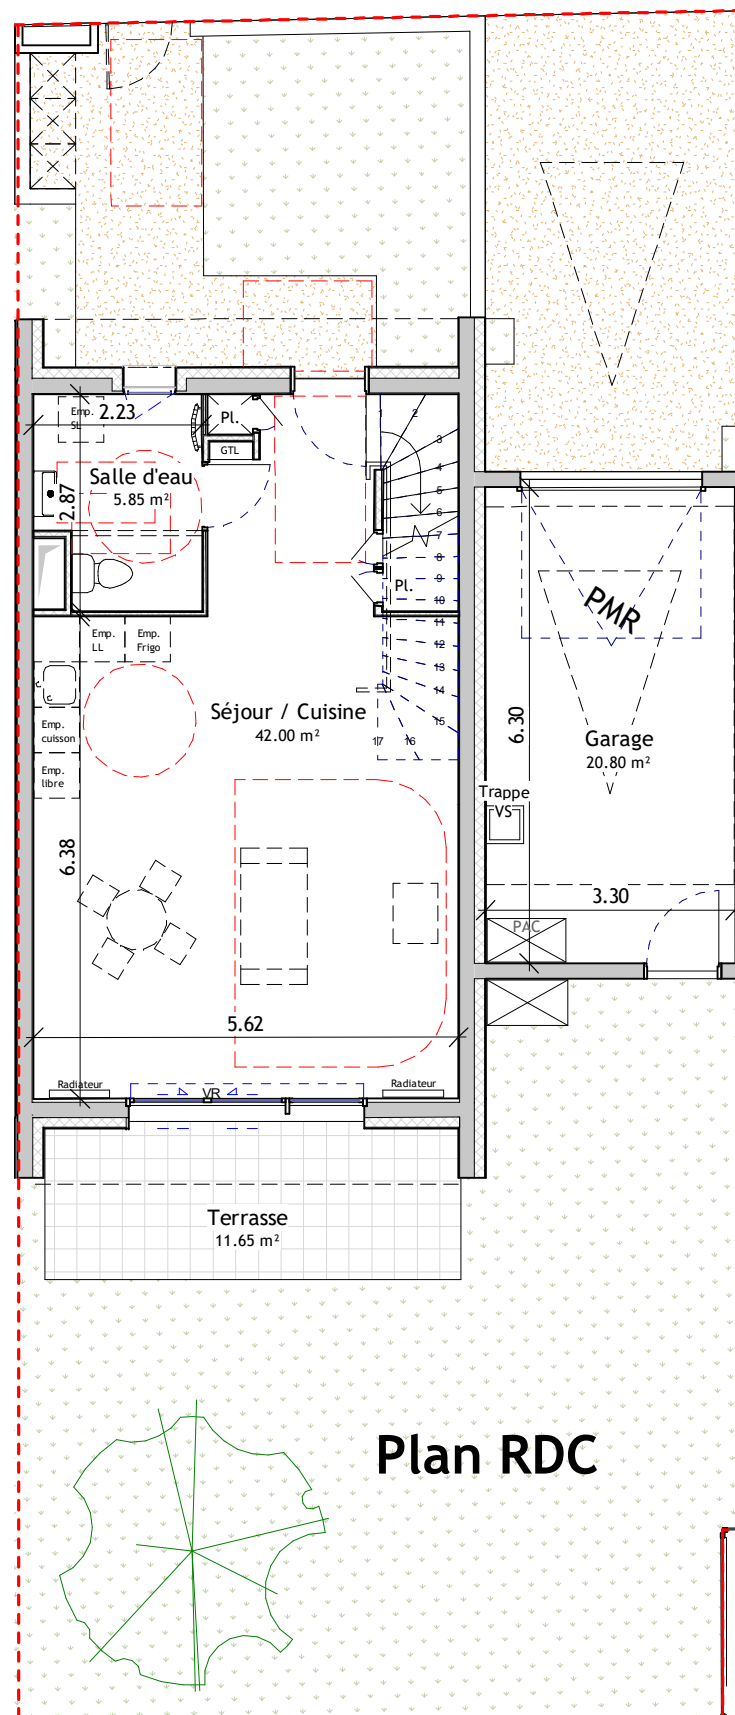 Emp.
SL
2.23
Pl.
GTL
Salle d'eau
5.85 m²
2.87
1
2
3
4
5
6
7
8
9
10
11
12
13
14
15
16
17
Pl.
PMR
Emp.
LL
Emp.
Frigo
Séjour / Cuisine
42.00 m²
Emp.
cuisson
Emp.
libre
6.30
Garage
20.80 m²
Trappe
VS
6.38
3.30
PAC
5.62
Radiateur
VR
Radiateur
Terrasse
11.65 m²
Plan RDC